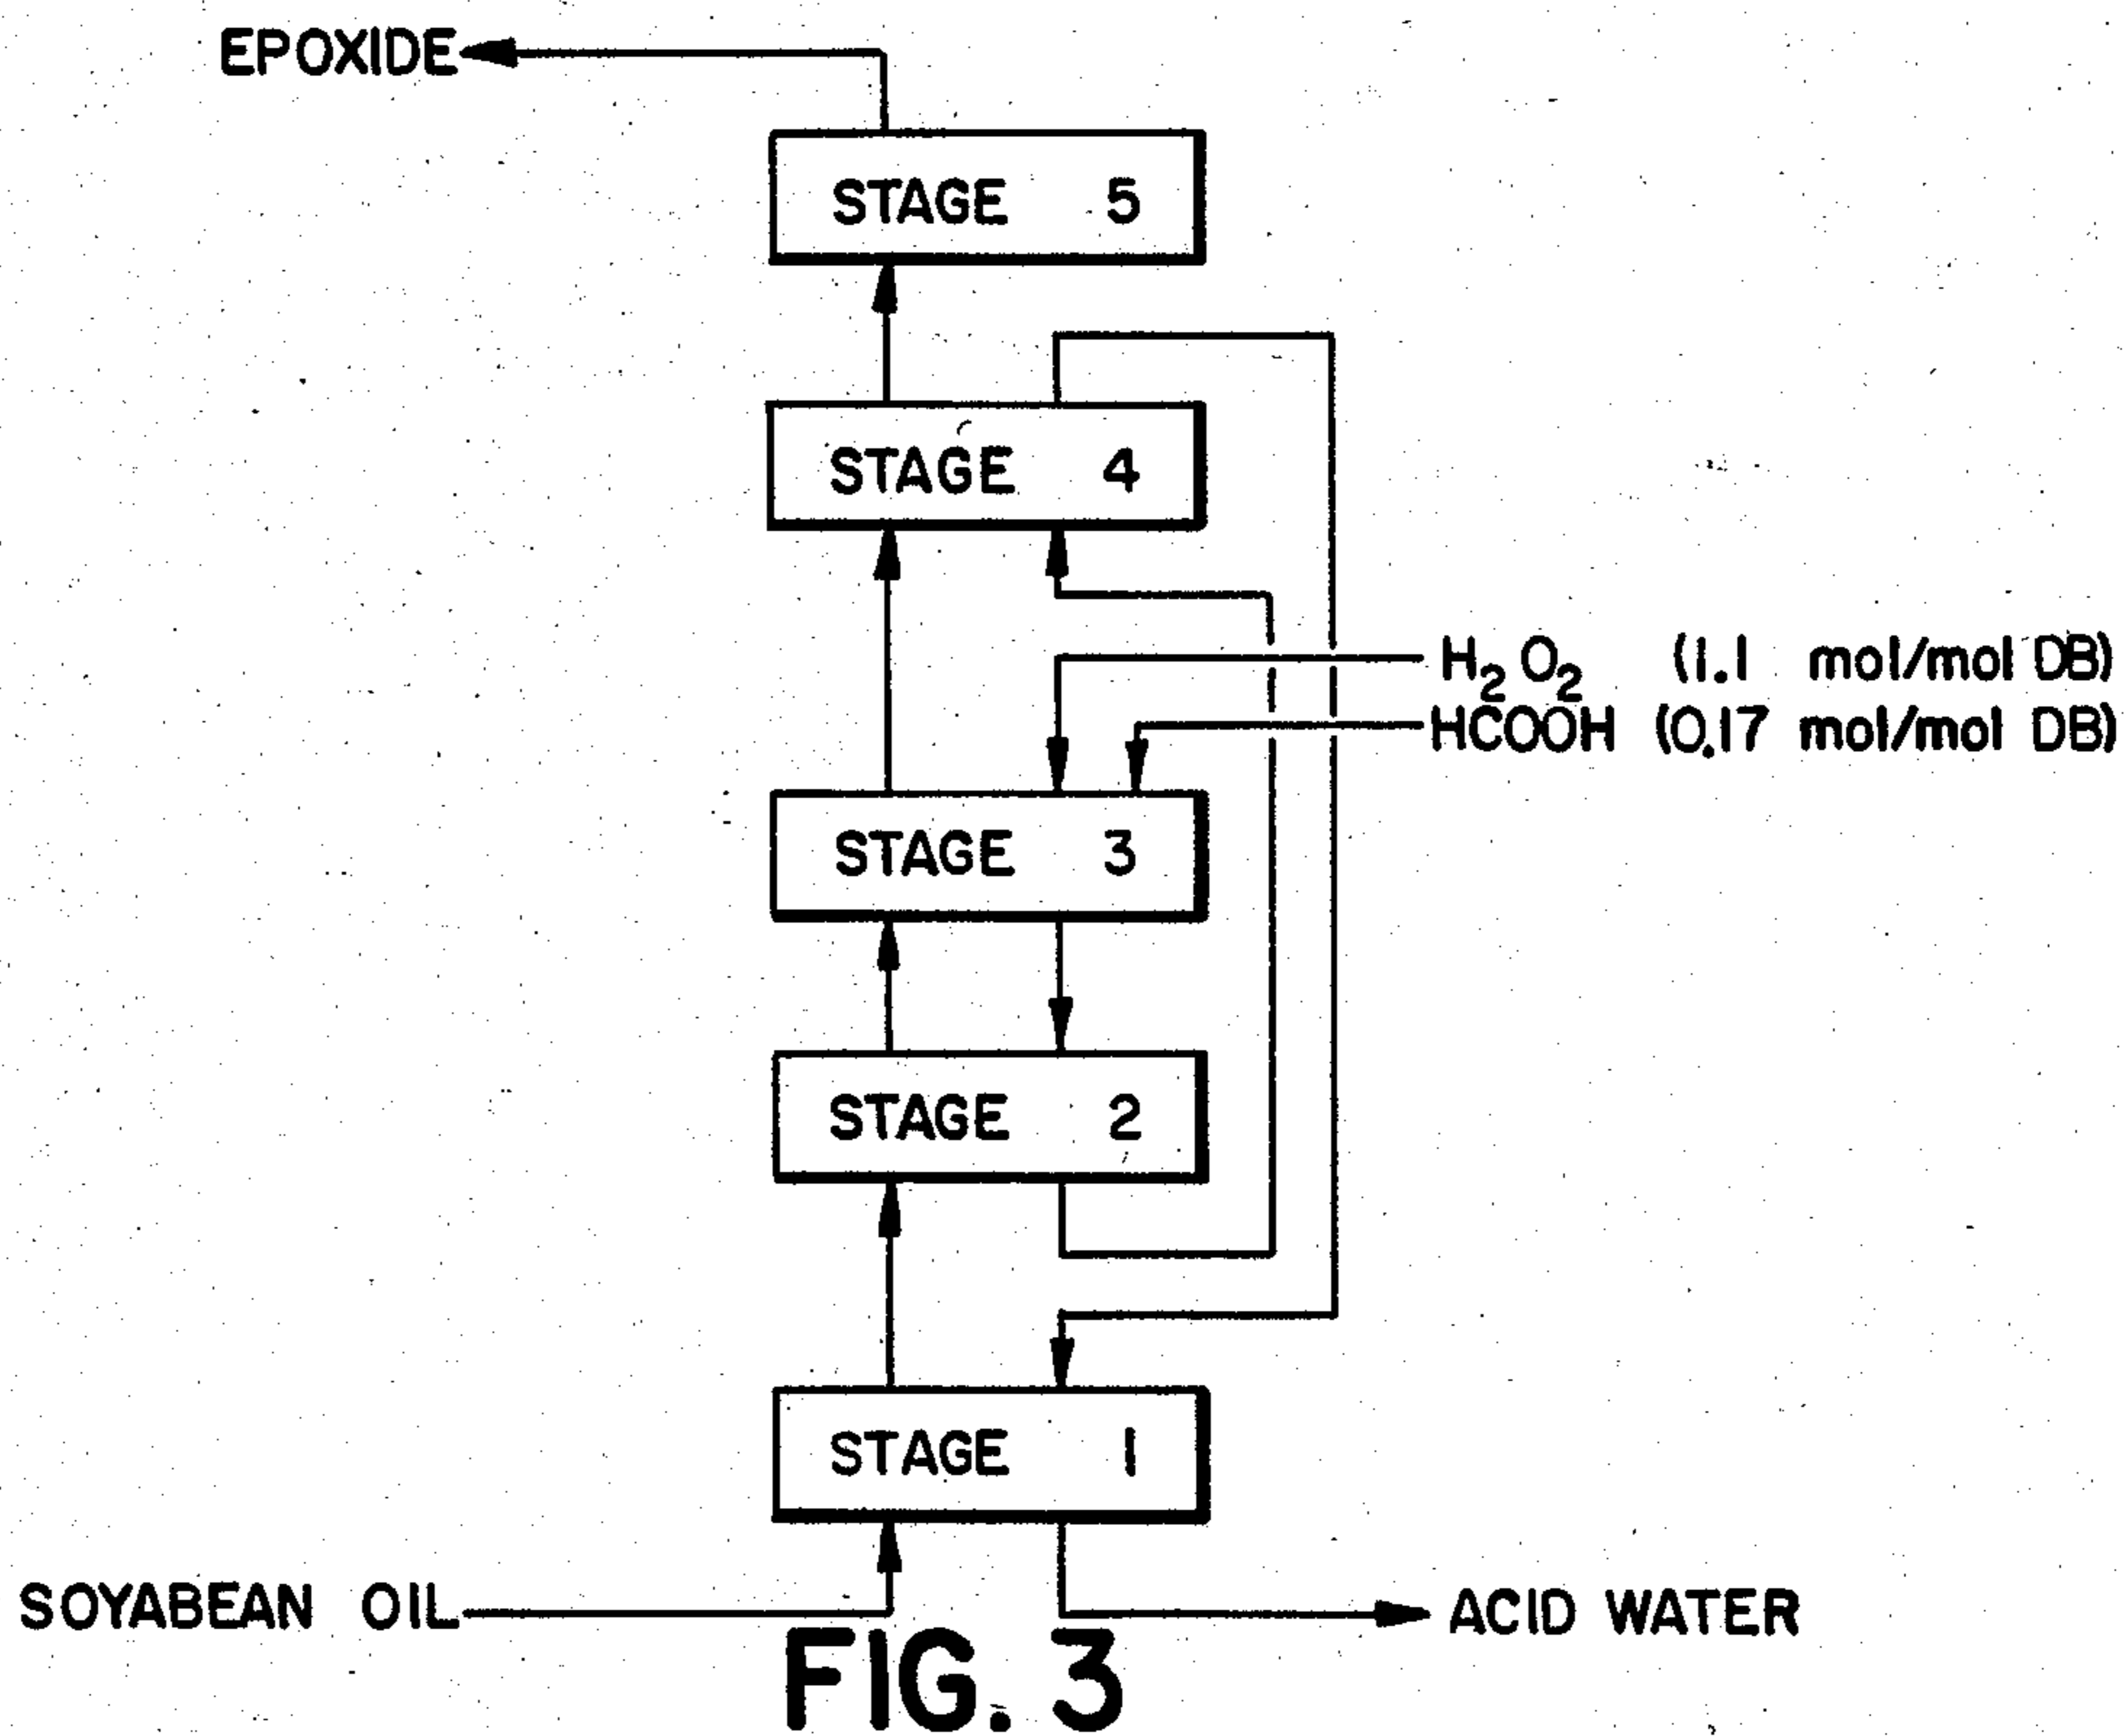 EPOXIDE
STAGE 5
STAGE 4
H2O2 (1.1 mol/mol DB)
HCOOH (0.17 mol/mol DB)
STAGE 3
STAGE 2
STAGE 1
SOYABEAN OIL
ACID WATER
FIG. 3